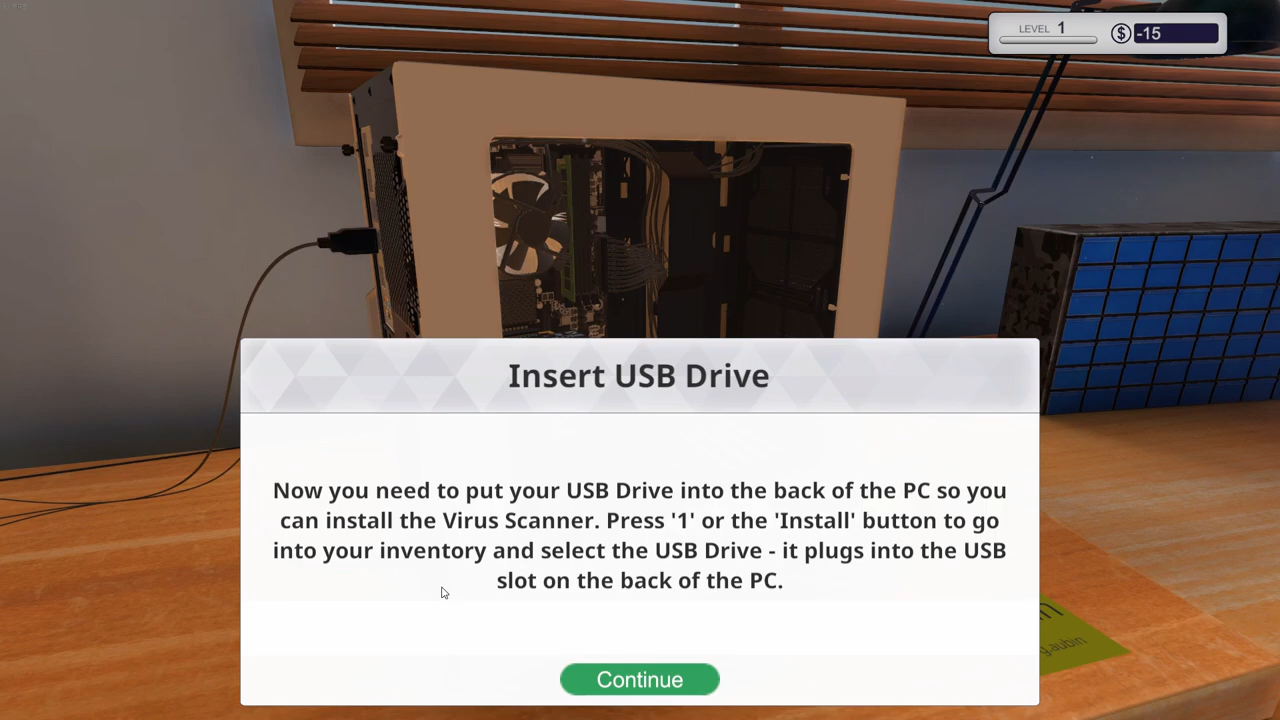 LEVEL 1
$ -15
Insert USB Drive
Now you need to put your USB Drive into the back of the PC so you
can install the Virus Scanner. Press '1' or the 'Install' button to go
into your inventory and select the USB Drive - it plugs into the USB
slot on the back of the PC.
Continue